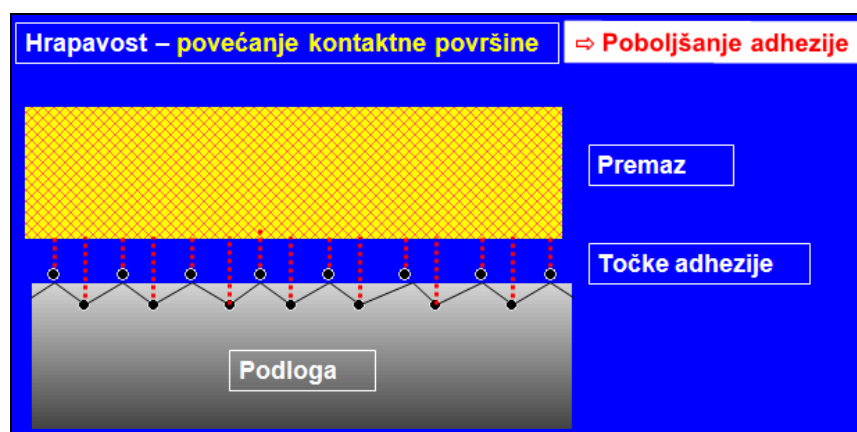 Hrapavost – povećanje kontaktne površine
⇨ Poboljšanje adhezije
Premaz
Točke adhezije
Podloga